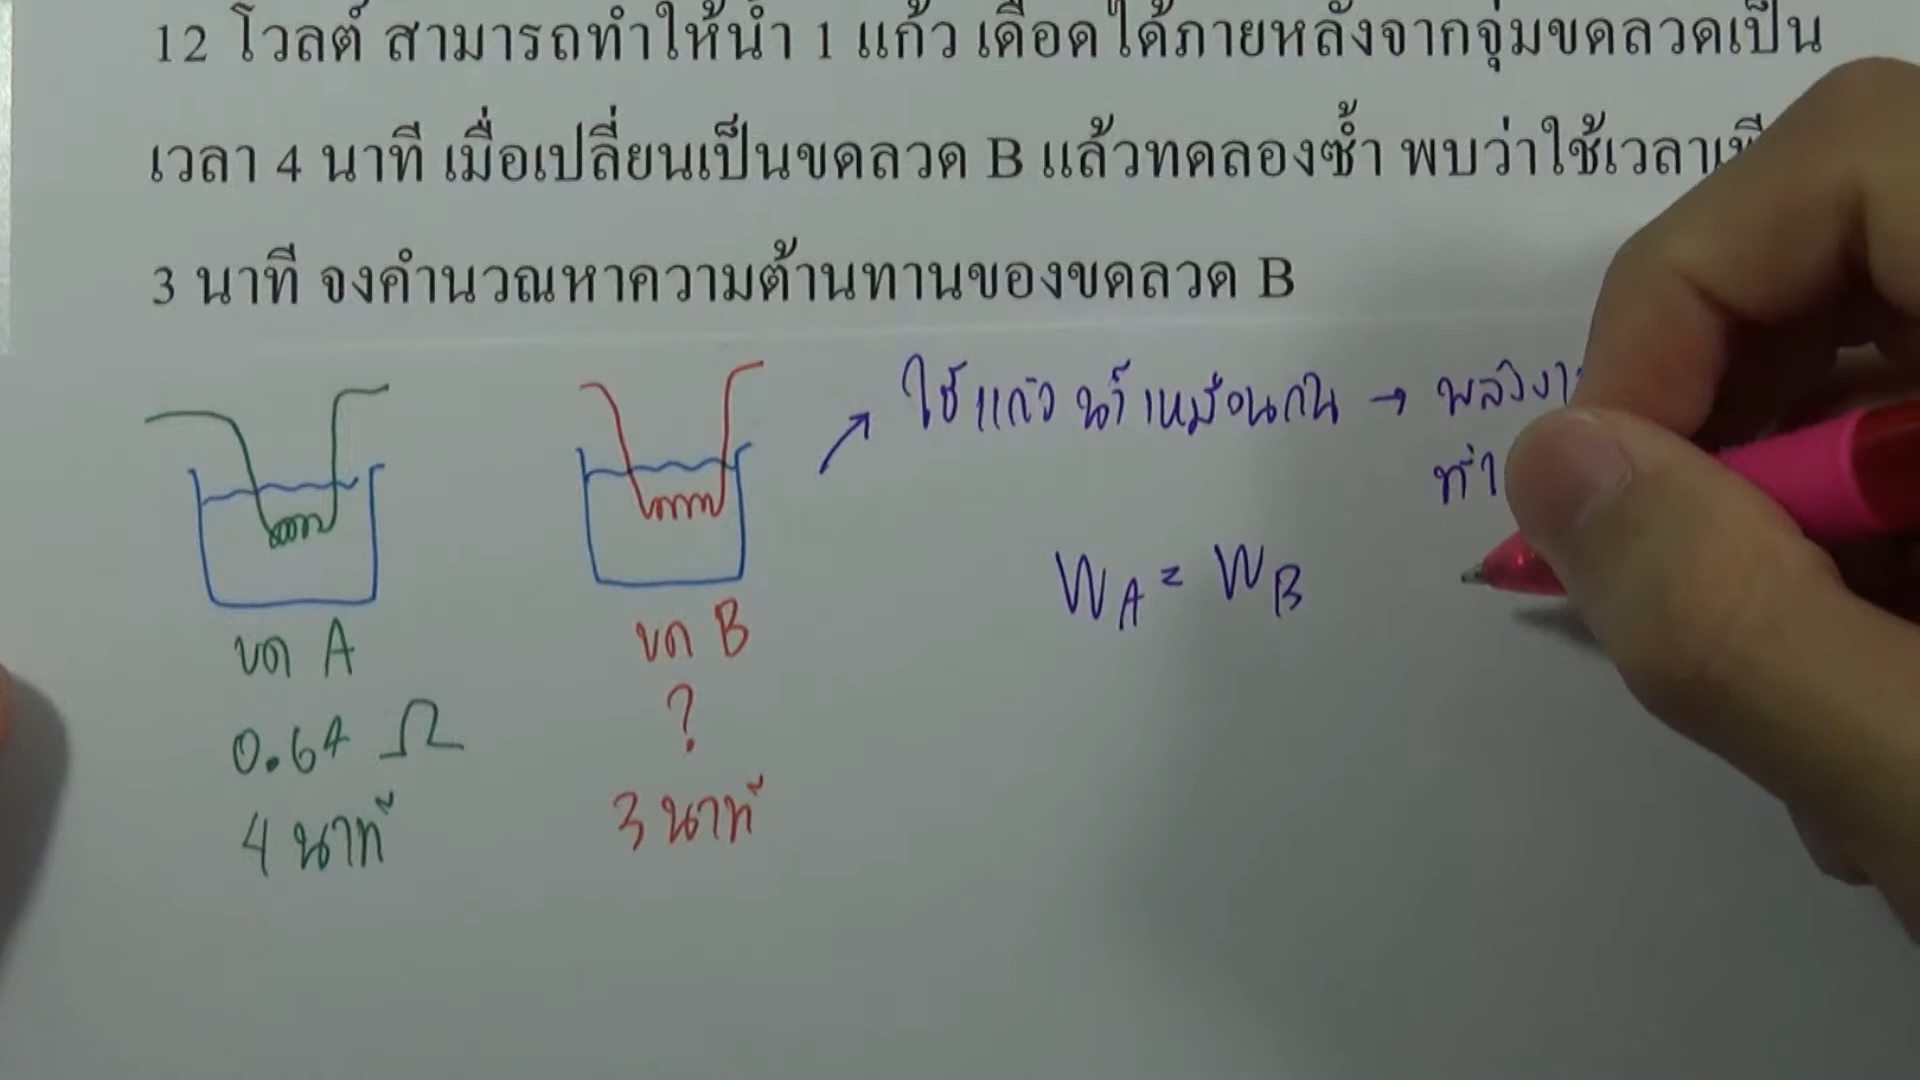 12 โวลต์ สามารถทำให้น้ำ 1 แก้ว เดือดได้ภายหลังจากจุ่มขดลวดเป็น
เวลา 4 นาที เมื่อเปลี่ยนเป็นขดลวด B แล้วทดลองซ้ำ พบว่าใช้เวลา
3 นาที จงคำนวณหาความต้านทานของขดลวด B
ใช้แก้วน้ำเหมือนกัน →
W_A = W_B
ขด A
0.64 Ω
4 นาที
ขด B
?
3 นาที